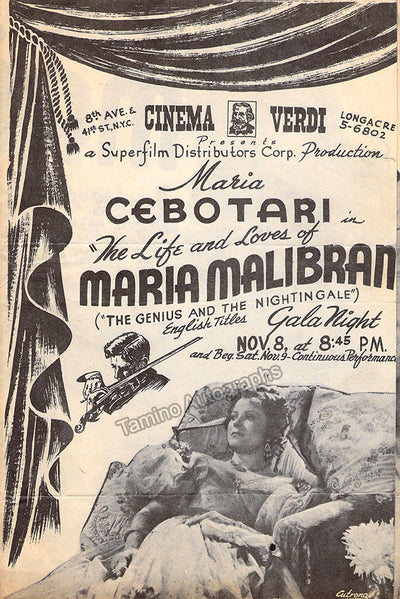 8th AVE. &
41st ST., N.Y.C.
CINEMA VERDI
LONGACRE
5-6802
Presents
a Superfilm Distributors Corp. Production
Maria
CEBOTARI in
"The Life and Loves of
MARIA MALIBRAN
("THE GENIUS AND THE NIGHTINGALE")
English Titles
Gala Night
NOV. 8, at 8:45 P.M.
and Beg. Sat. Nov. 9 - Continuous Performanc
Tamino Autographs
Cutrona